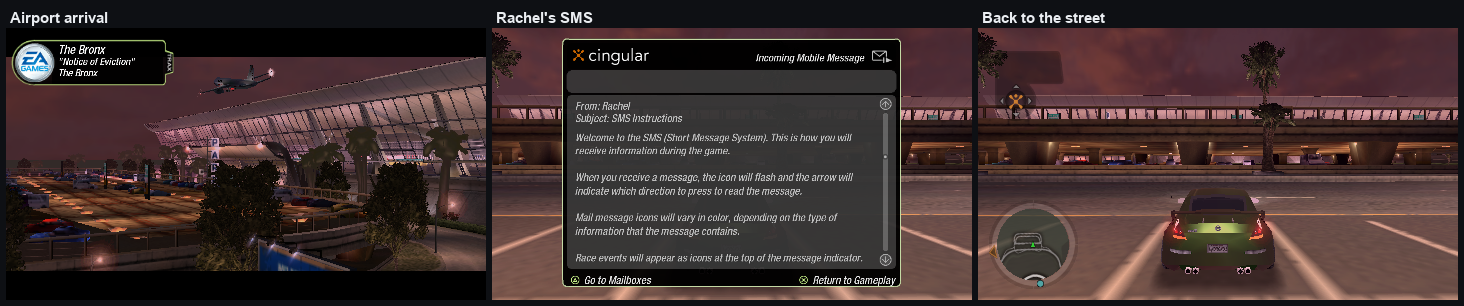 Airport arrival
Rachel's SMS
Back to the street
EA
GAMES
The Bronx
"Notice of Eviction"
The Bronx
TRAX
cingular
Incoming Mobile Message
From: Rachel
Subject: SMS Instructions
Welcome to the SMS (Short Message System). This is how you will
receive information during the game.
When you receive a message, the icon will flash and the arrow will
indicate which direction to press to read the message.
Mail message icons will vary in color, depending on the type of
information that the message contains.
Race events will appear as icons at the top of the message indicator.
Go to Mailboxes
Return to Gameplay